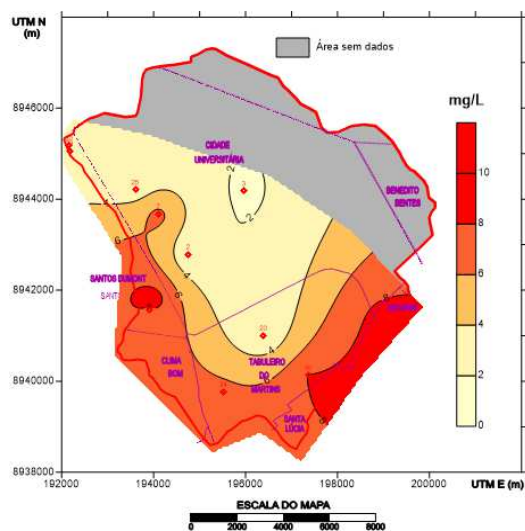 UTM N
(m)
Área sem dados
8946000
8944000
8942000
8940000
8938000
192000
194000
196000
198000
200000
UTM E (m)
mg/L
10
8
6
4
2
0
CIDADE
UNIVERSITÁRIA
BENEDITO
BENTES
SANTOS DUMONT
CLIMA
BOM
TABULEIRO
DO
MARTINS
SANTA
LÚCIA
ESCALA DO MAPA
0 2000 4000 6000 8000